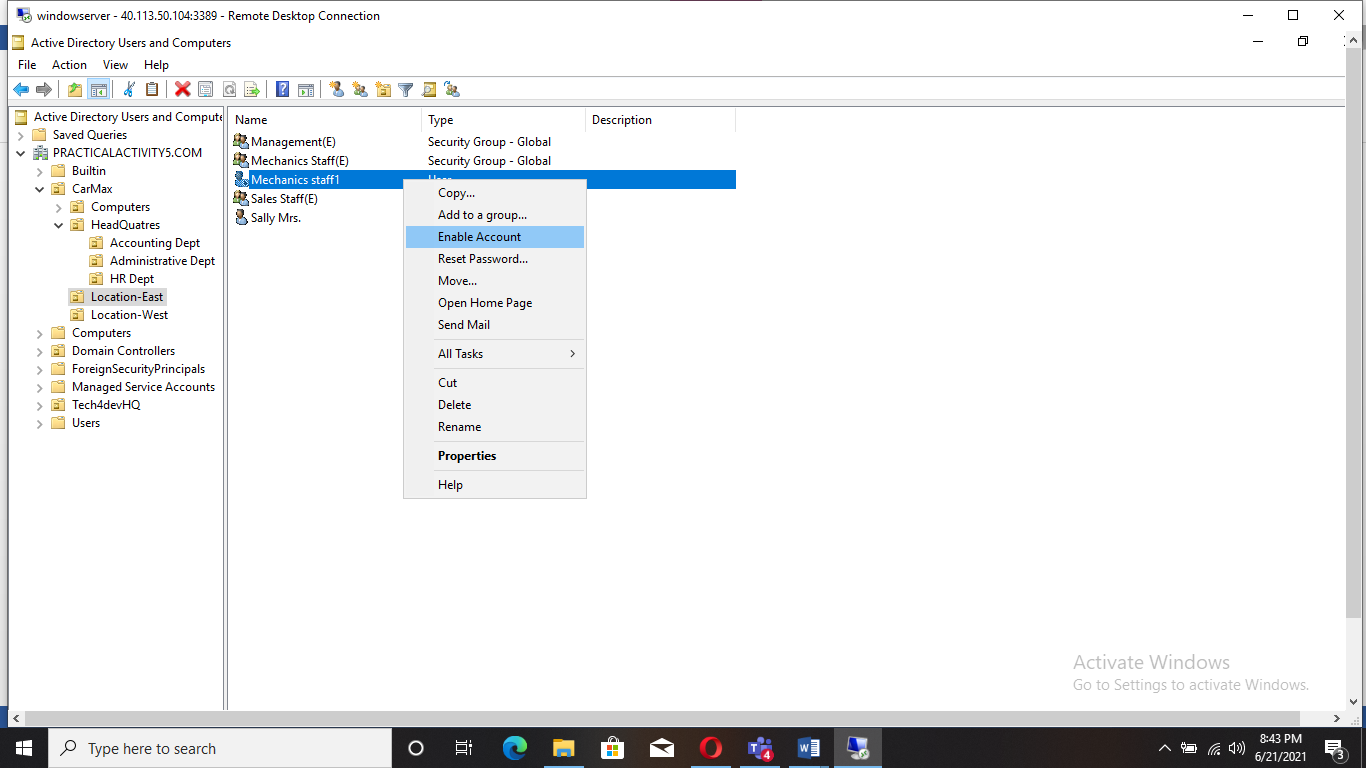 windowserver - 40.113.50.104:3389 - Remote Desktop Connection
Active Directory Users and Computers
File Action View Help
Active Directory Users and Compute
Saved Queries
PRACTICALACTIVITY5.COM
Builtin
CarMax
Computers
HeadQuatres
Accounting Dept
Administrative Dept
HR Dept
Location-East
Location-West
Computers
Domain Controllers
ForeignSecurityPrincipals
Managed Service Accounts
Tech4devHQ
Users
Name Type Description
Management(E) Security Group - Global
Mechanics Staff(E) Security Group - Global
Mechanics staff1 User
Sales Staff(E)
Sally Mrs.
Copy...
Add to a group...
Enable Account
Reset Password...
Move...
Open Home Page
Send Mail
All Tasks
Cut
Delete
Rename
Properties
Help
Activate Windows
Go to Settings to activate Windows.
Type here to search
4
8:43 PM
6/21/2021
3